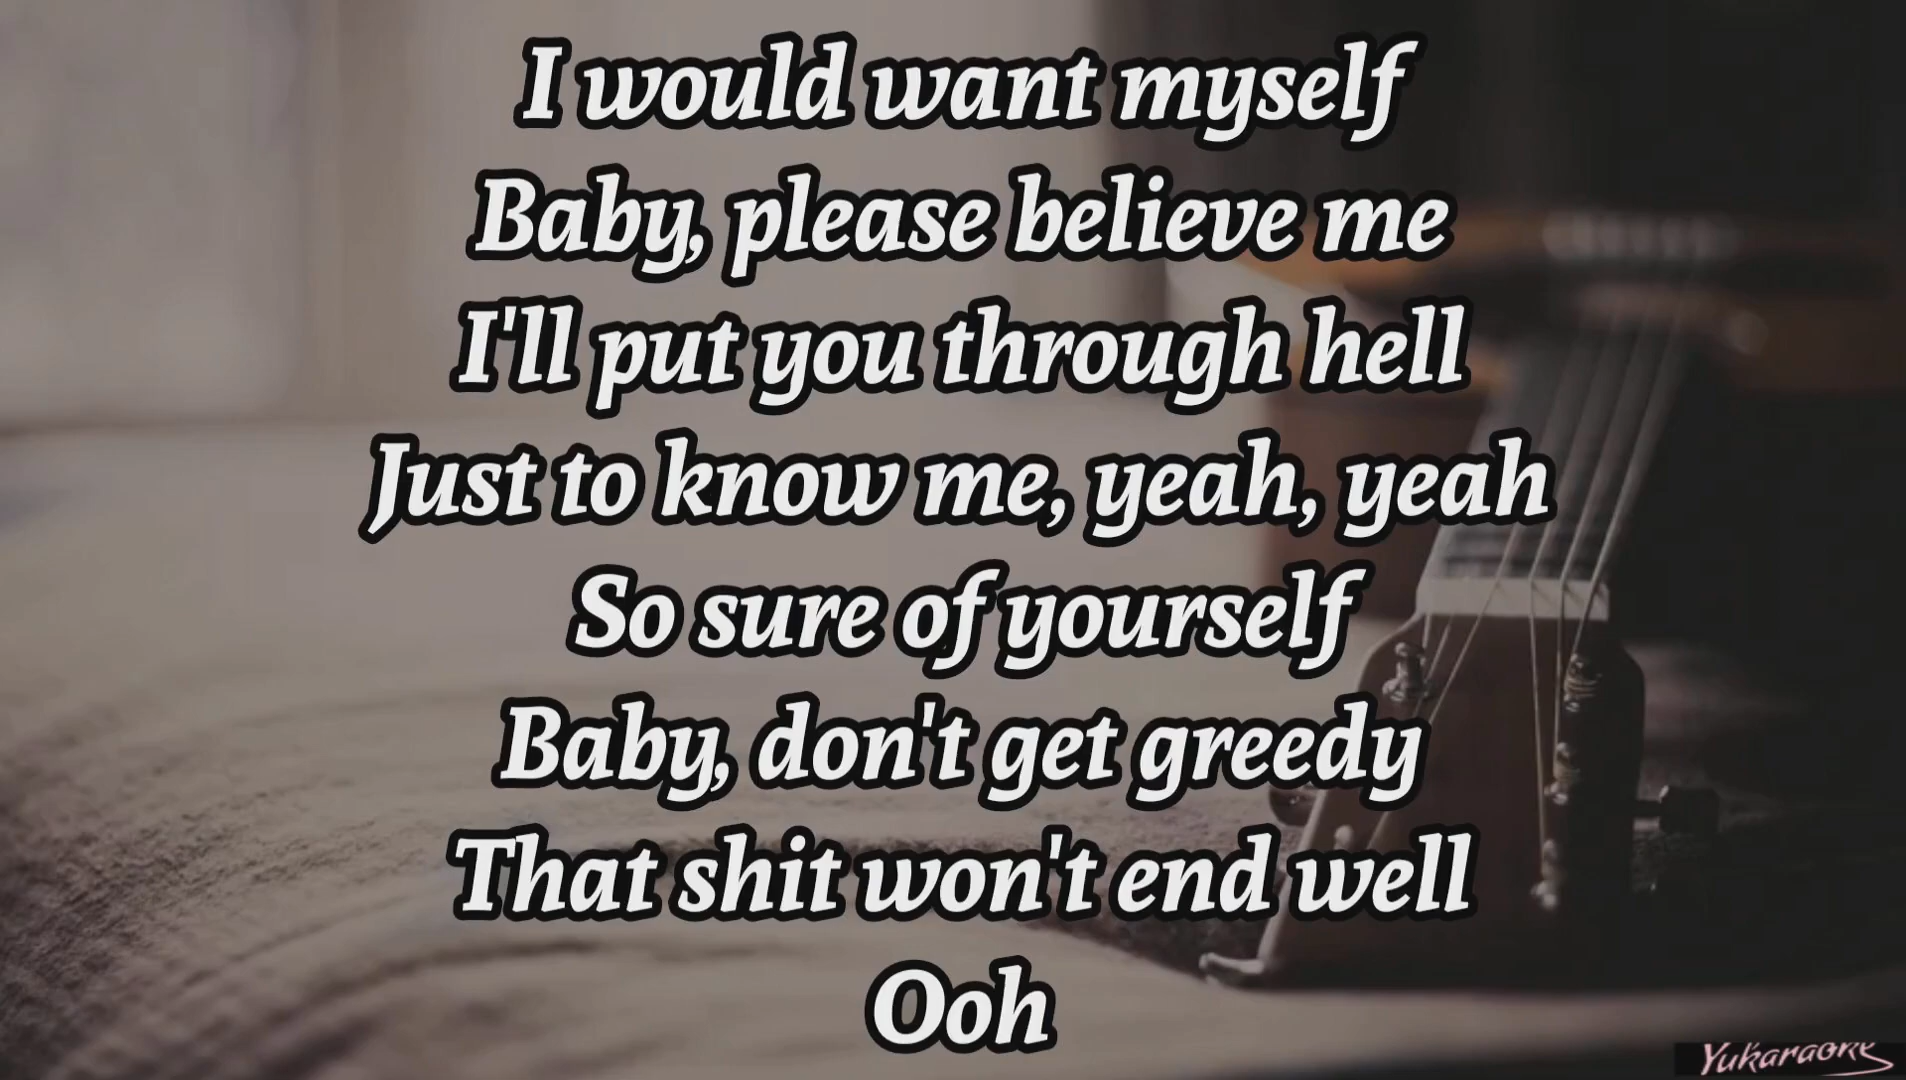 I would want myself
Baby, please believe me
I'll put you through hell
Just to know me, yeah, yeah
So sure of yourself
Baby, don't get greedy
That shit won't end well
Ooh
Yukaraoke